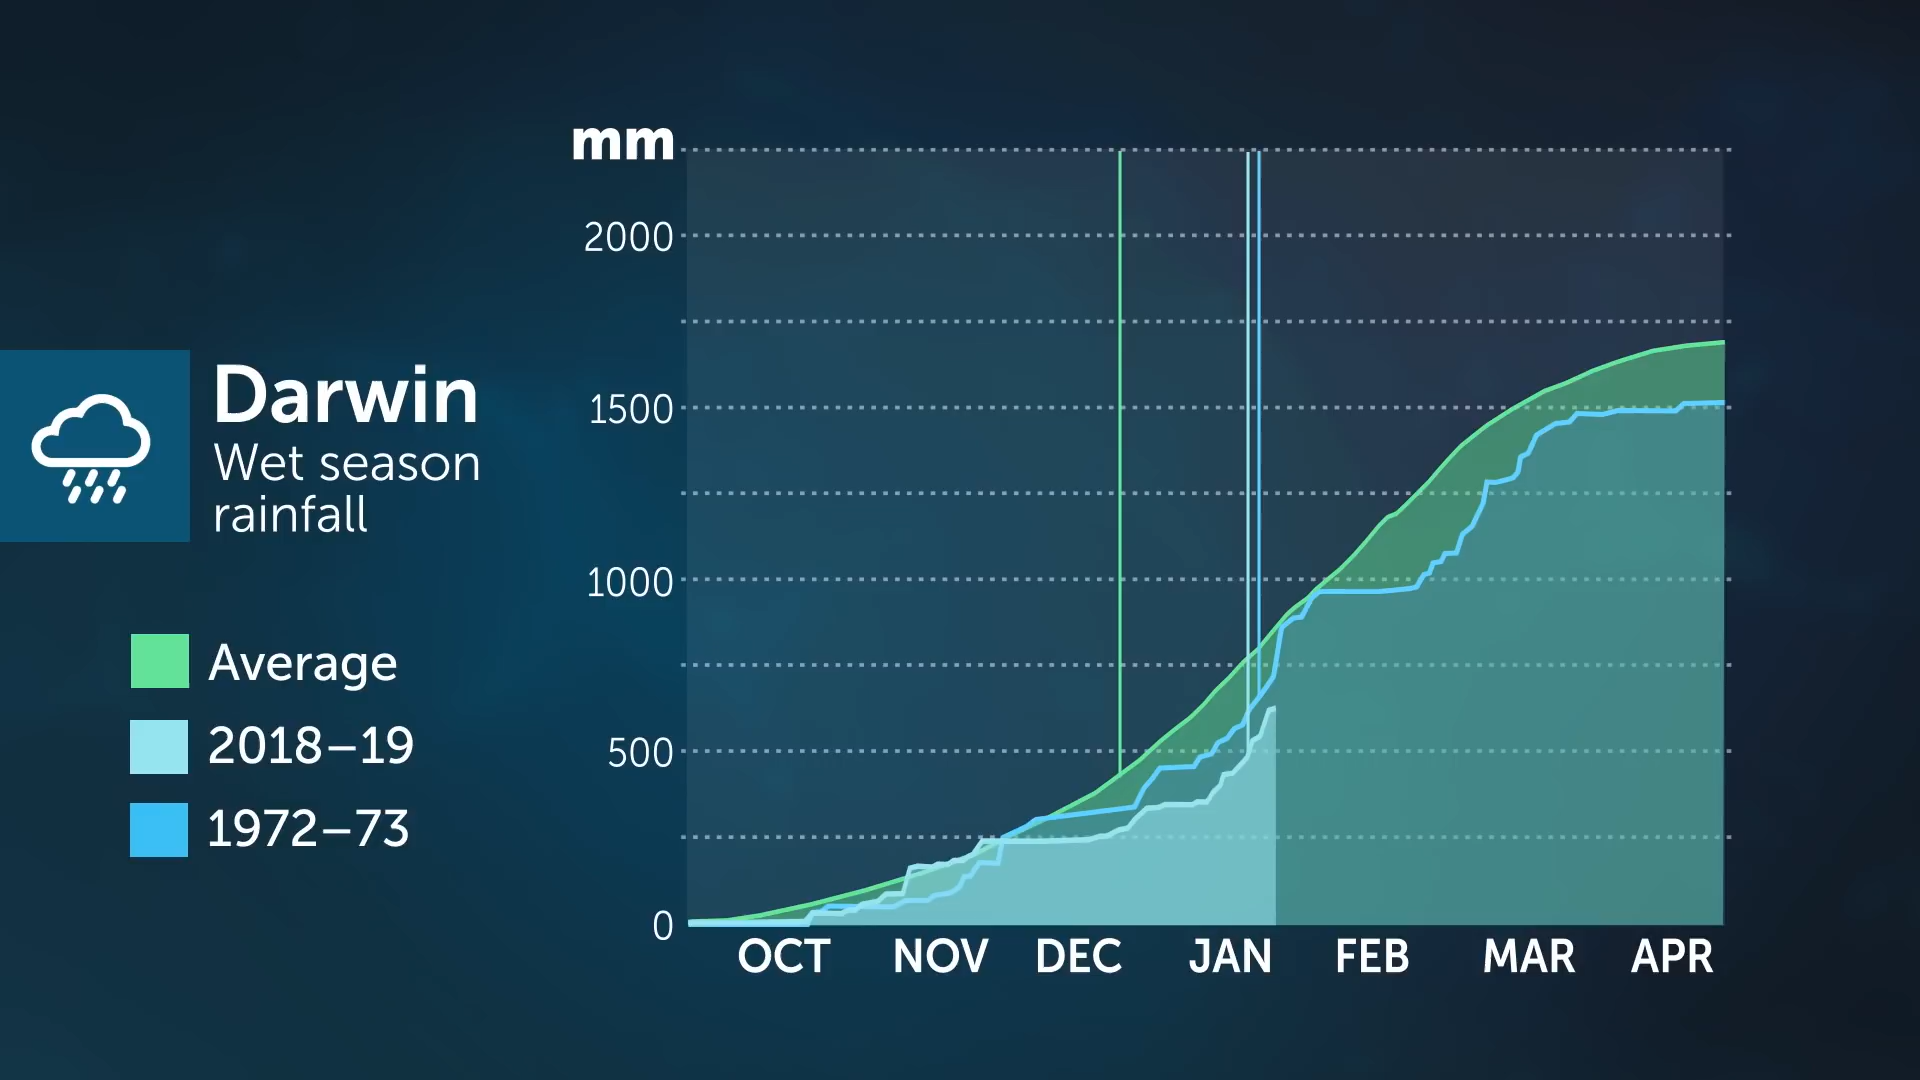 mm
2000
1500
1000
500
0
OCT NOV DEC JAN FEB MAR APR
Darwin
Wet season
rainfall
Average
2018–19
1972–73